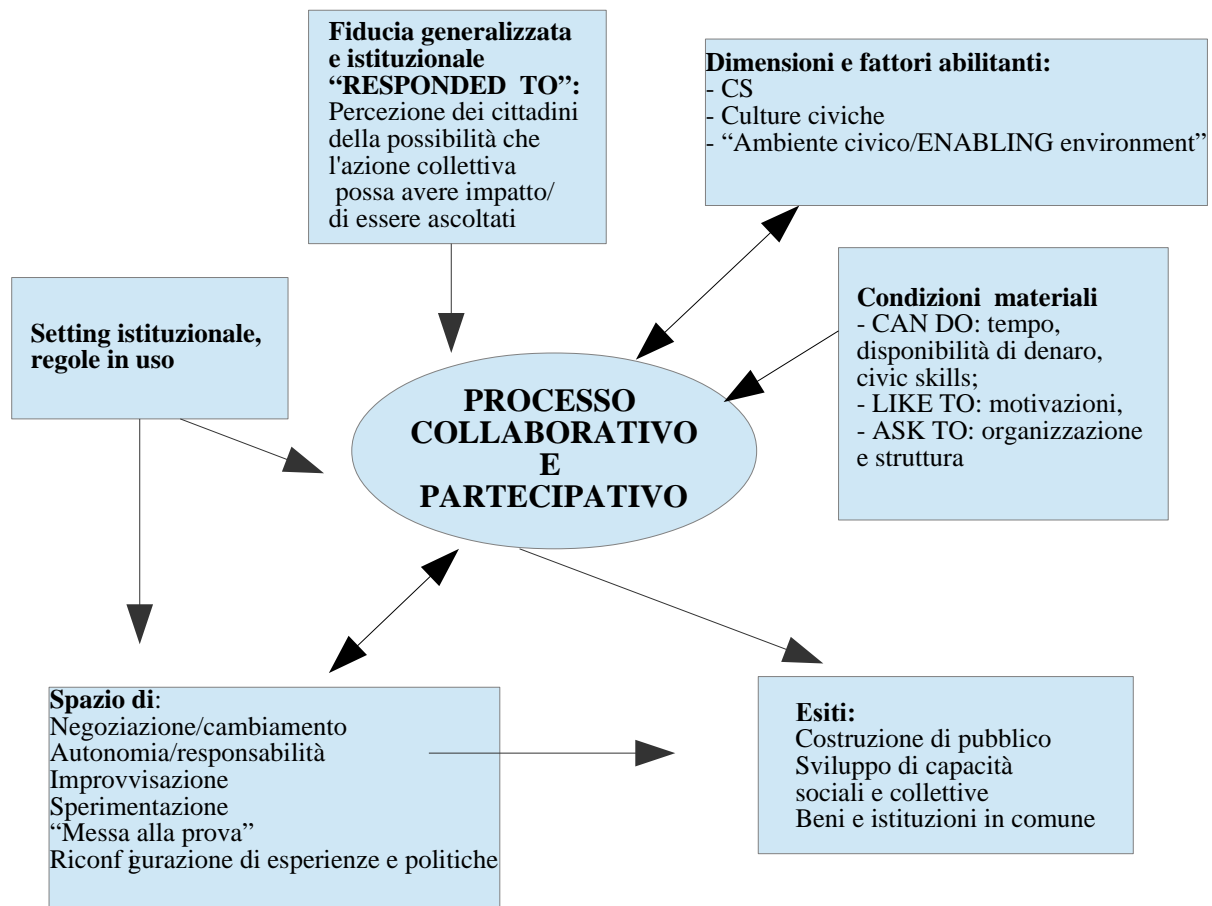 Fiducia generalizzata
e istituzionale
“RESPONDED TO”:
Percezione dei cittadini
della possibilità che
l'azione collettiva
possa avere impatto/
di essere ascoltati
Dimensioni e fattori abilitanti:
- CS
- Culture civiche
- “Ambiente civico/ENABLING environment”
Setting istituzionale,
regole in uso
Condizioni materiali
- CAN DO: tempo,
disponibilità di denaro,
civic skills;
- LIKE TO: motivazioni,
- ASK TO: organizzazione
e struttura
PROCESSO
COLLABORATIVO
E
PARTECIPATIVO
Spazio di:
Negoziazione/cambiamento
Autonomia/responsabilità
Improvvisazione
Sperimentazione
“Messa alla prova”
Riconfigurazione di esperienze e politiche
Esiti:
Costruzione di pubblico
Sviluppo di capacità
sociali e collettive
Beni e istituzioni in comune